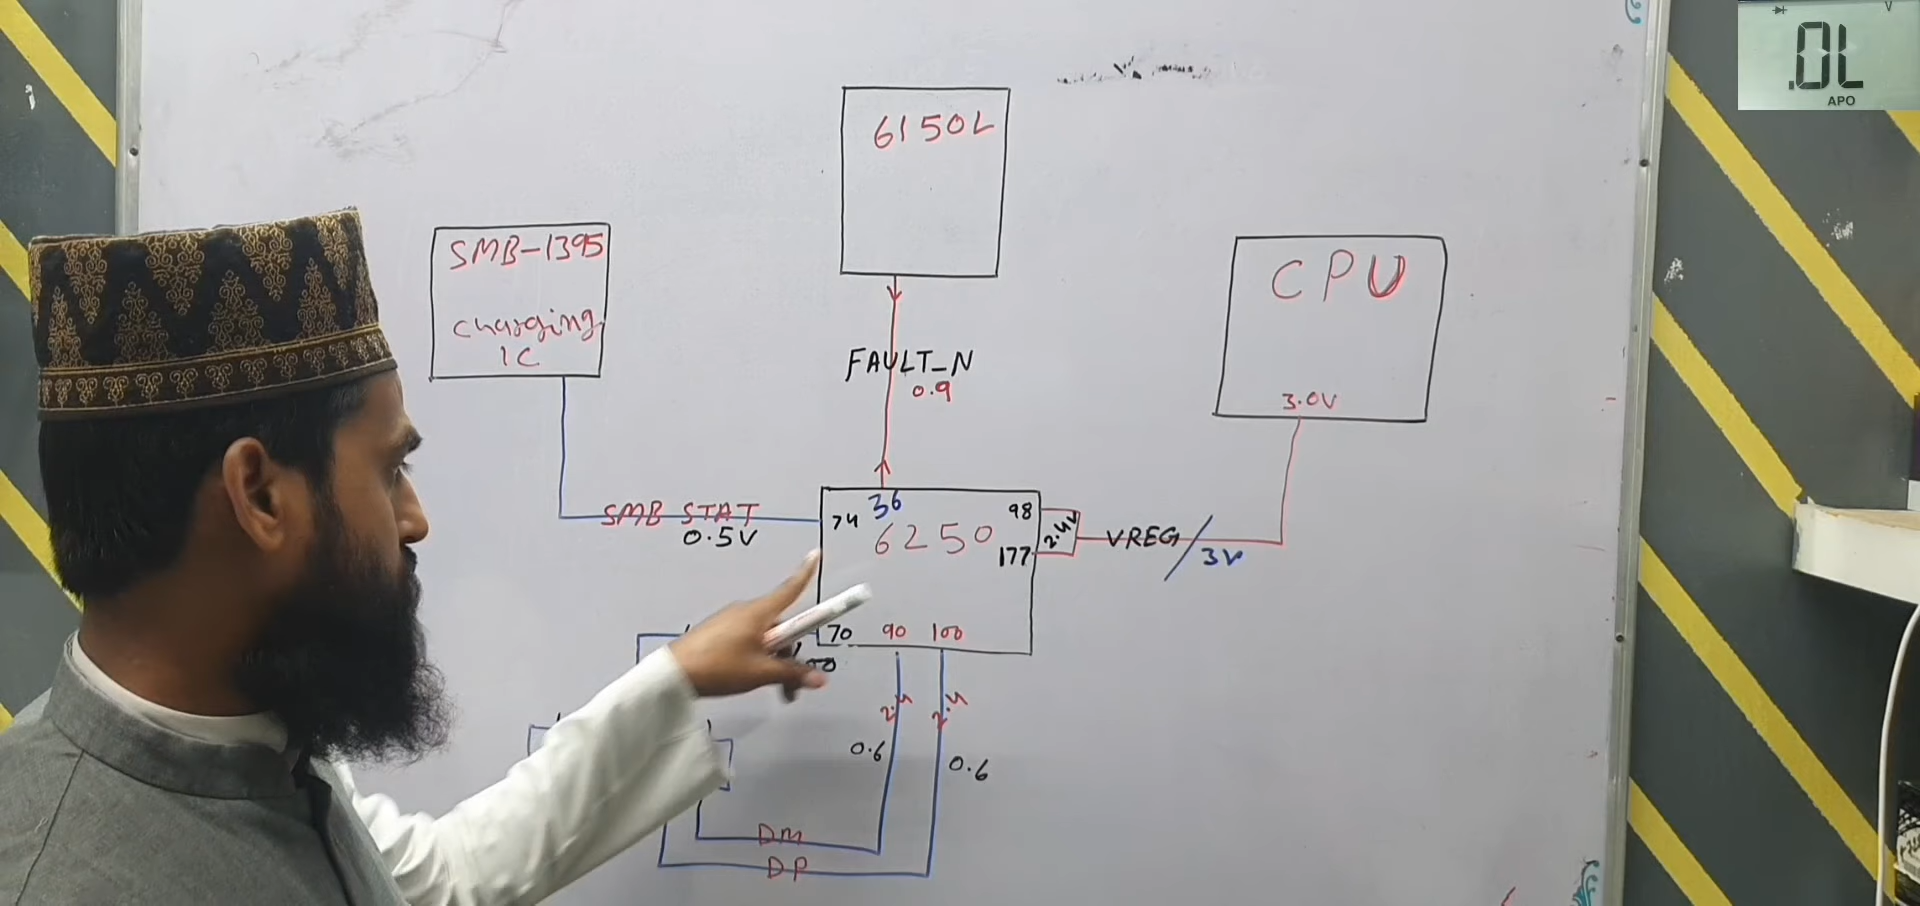 .0L
V
APO
6150L
SMB-1395
charging
IC
CPU
3.0V
FAULT_N
0.9
SMB STAT
0.5V
74
36
6250
98
177
2.4V
VREG/3V
70
90
100
2.4
2.4
0.6
0.6
DM
DP